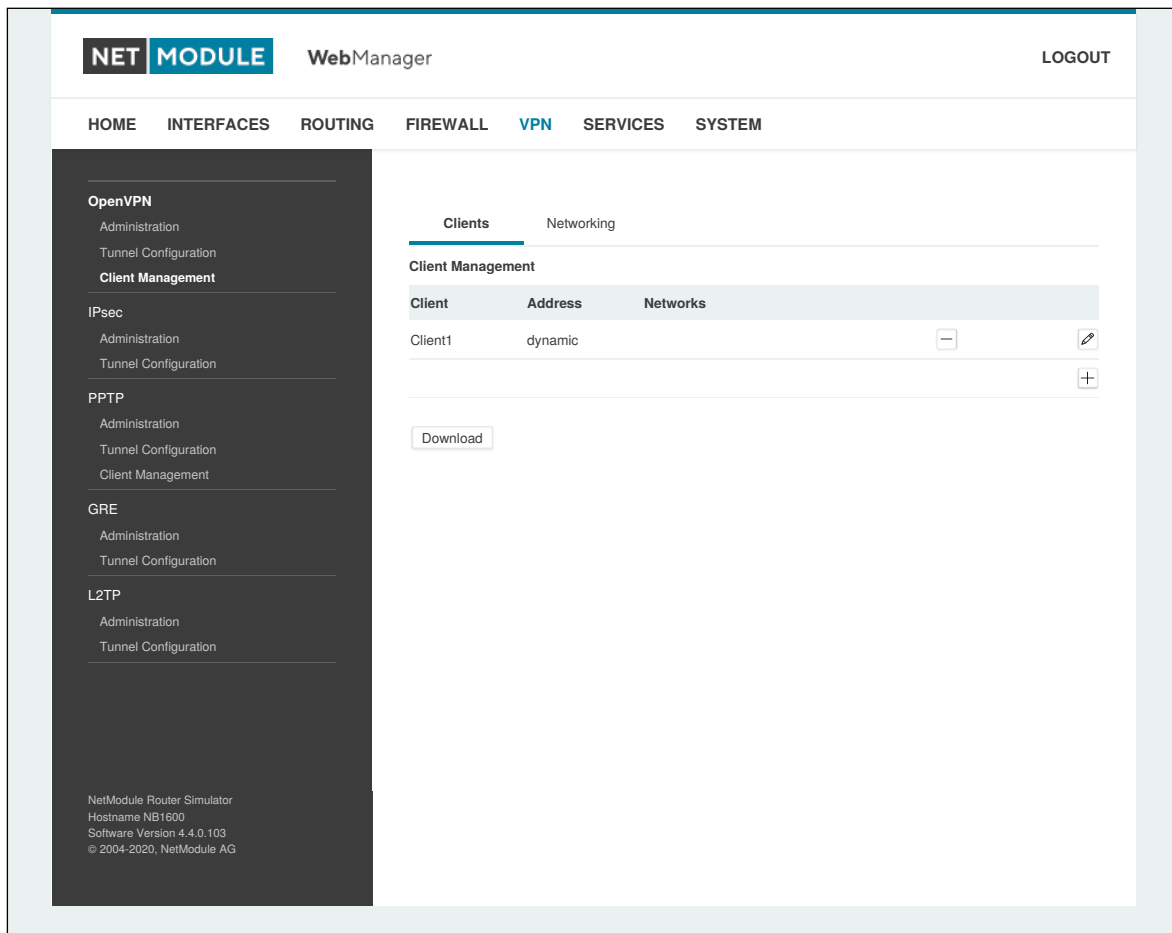 NET MODULE WebManager LOGOUT
HOME INTERFACES ROUTING FIREWALL VPN SERVICES SYSTEM
OpenVPN
Administration
Tunnel Configuration
Client Management
IPsec
Administration
Tunnel Configuration
PPTP
Administration
Tunnel Configuration
Client Management
GRE
Administration
Tunnel Configuration
L2TP
Administration
Tunnel Configuration
NetModule Router Simulator
Hostname NB1600
Software Version 4.4.0.103
© 2004-2020, NetModule AG
Clients Networking
Client Management
Client Address Networks
Client1 dynamic
Download